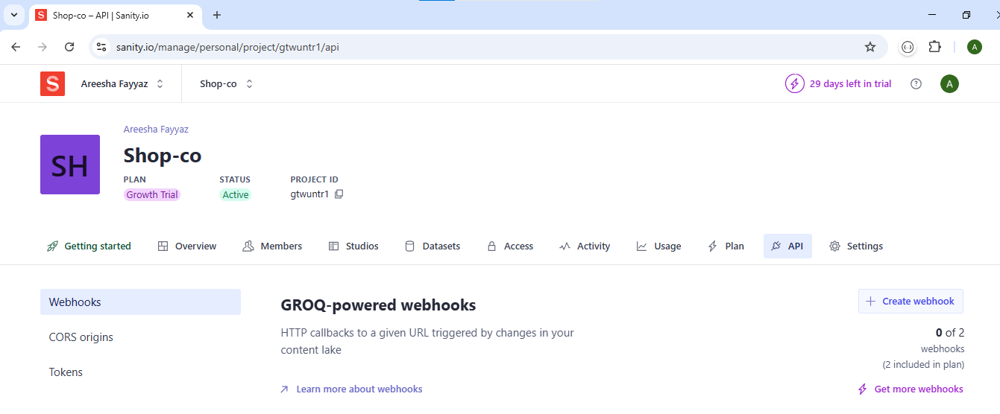 Shop-co – API | Sanity.io
sanity.io/manage/personal/project/gtwuntr1/api
A
S
Areesha Fayyaz
Shop-co
29 days left in trial
A
Areesha Fayyaz
SH
Shop-co
PLAN STATUS PROJECT ID
Growth Trial Active gtwuntr1
Getting started Overview Members Studios Datasets Access Activity Usage Plan API Settings
Webhooks
CORS origins
Tokens
GROQ-powered webhooks
HTTP callbacks to a given URL triggered by changes in your
content lake
Learn more about webhooks
Create webhook
0 of 2
webhooks
(2 included in plan)
Get more webhooks